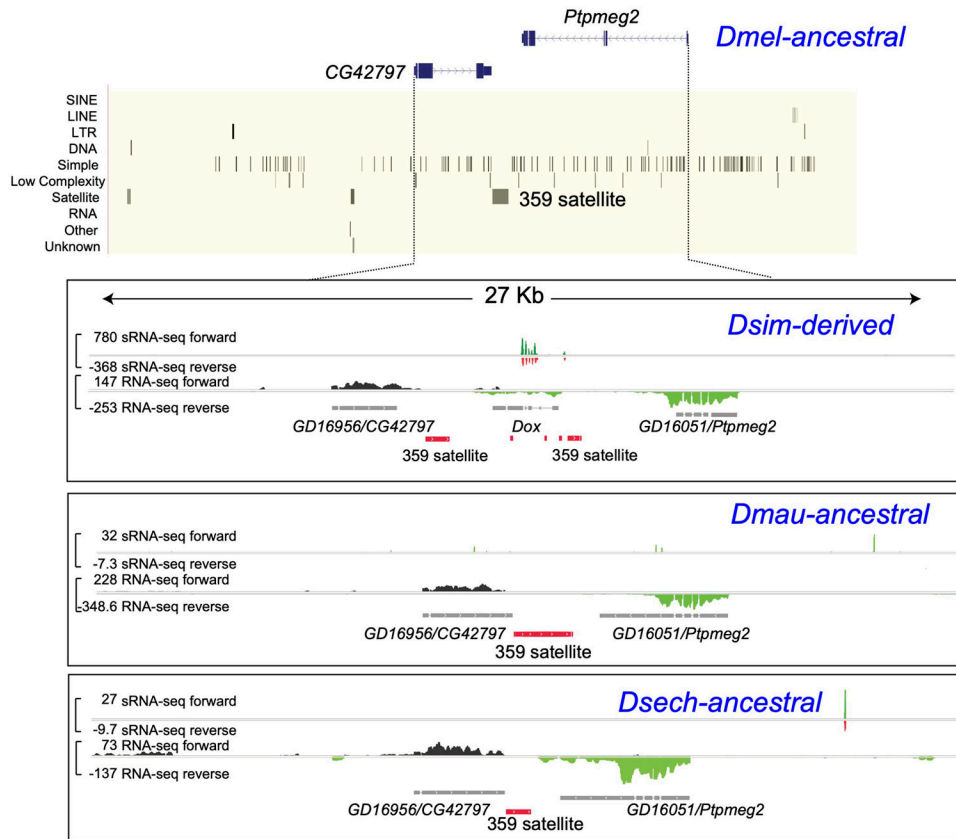 Ptpmeg2
Dmel-ancestral
CG42797
SINE
LINE
LTR
DNA
Simple
Low Complexity
Satellite
359 satellite
RNA
Other
Unknown
27 Kb
Dsim-derived
780 sRNA-seq forward
-368 sRNA-seq reverse
147 RNA-seq forward
-253 RNA-seq reverse
GD16956/CG42797
Dox
GD16051/Ptpmeg2
359 satellite
359 satellite
Dmau-ancestral
32 sRNA-seq forward
-7.3 sRNA-seq reverse
228 RNA-seq forward
-348.6 RNA-seq reverse
GD16956/CG42797
GD16051/Ptpmeg2
359 satellite
Dsech-ancestral
27 sRNA-seq forward
-9.7 sRNA-seq reverse
73 RNA-seq forward
-137 RNA-seq reverse
GD16956/CG42797
GD16051/Ptpmeg2
359 satellite